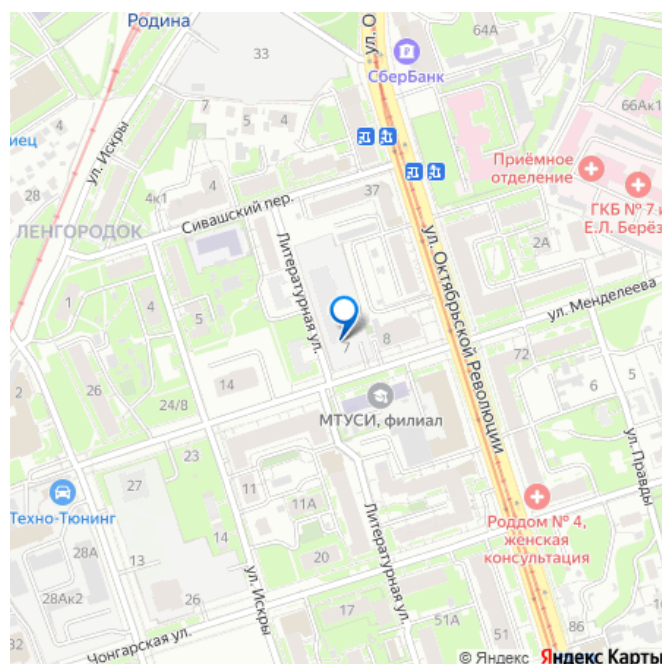 Родина
33
ул. О
СберБанк
66Ак1
7
5
4
4
иец
28
ул. Искры
4к1
4
Сивашский пер.
37
Приёмное
отделение
ГКБ № 7 и
Е.Л. Берёз
ЛЕНГОРОДОК
Литературная ул.
ул. Октябрьской Революции
2А
ул. Менделеева
1
4
5
7
8
26
14
72
6
5
2
24/8
МТУСИ, филиал
ул. Правды
23
27
11
11А
Техно-Тюнинг
14
Роддом № 4,
женская
консультация
28А
13
20
Литературная ул.
28Ак2
26
ул. Искры
17
51А
32
Чонгарская ул.
51
86
© Яндекс Яндекс Карты